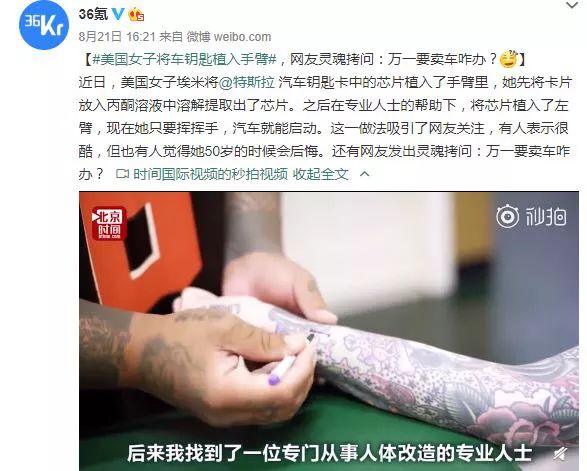 36Kr
36氪
8月21日 16:21 来自 微博 weibo.com
【#美国女子将车钥匙植入手臂#，网友灵魂拷问：万一要卖车咋办？】
近日，美国女子埃米将@特斯拉 汽车钥匙卡中的芯片植入了手臂里，她先将卡片
放入丙酮溶液中溶解提取出了芯片。之后在专业人士的帮助下，将芯片植入了左
臂，现在她只要挥挥手，汽车就能启动。这一做法吸引了网友关注，有人表示很
酷，但也有人觉得她50岁的时候会后悔。还有网友发出灵魂拷问：万一要卖车咋
办？ 时间国际视频的秒拍视频 收起全文
北京
时间
秒拍
后来我找到了一位专门从事人体改造的专业人士